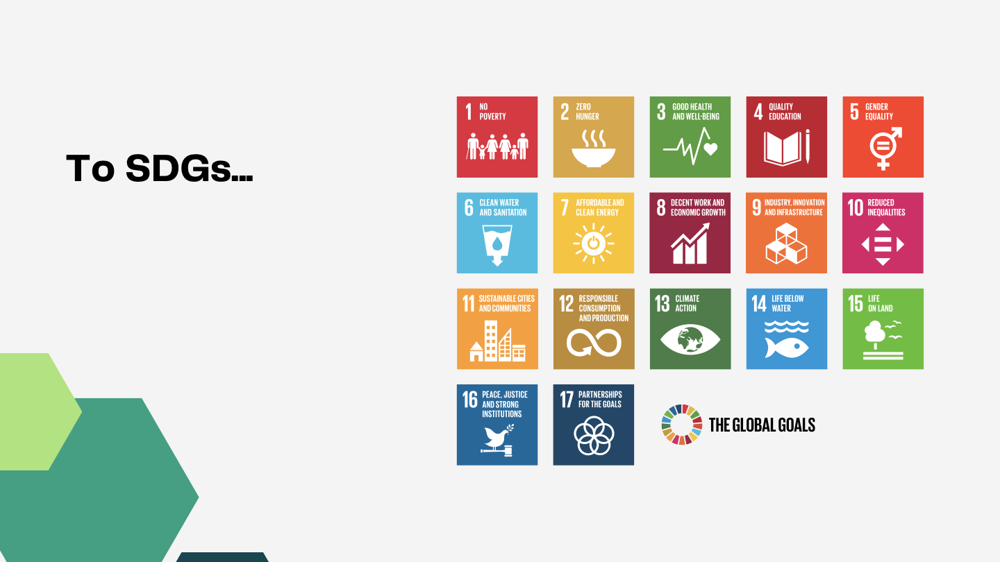 To SDGs...
1 NO
POVERTY
2 ZERO
HUNGER
3 GOOD HEALTH
AND WELL-BEING
4 QUALITY
EDUCATION
5 GENDER
EQUALITY
6 CLEAN WATER
AND SANITATION
7 AFFORDABLE AND
CLEAN ENERGY
8 DECENT WORK AND
ECONOMIC GROWTH
9 INDUSTRY, INNOVATION
AND INFRASTRUCTURE
10 REDUCED
INEQUALITIES
11 SUSTAINABLE CITIES
AND COMMUNITIES
12 RESPONSIBLE
CONSUMPTION
AND PRODUCTION
13 CLIMATE
ACTION
14 LIFE BELOW
WATER
15 LIFE
ON LAND
16 PEACE, JUSTICE
AND STRONG
INSTITUTIONS
17 PARTNERSHIPS
FOR THE GOALS
THE GLOBAL GOALS